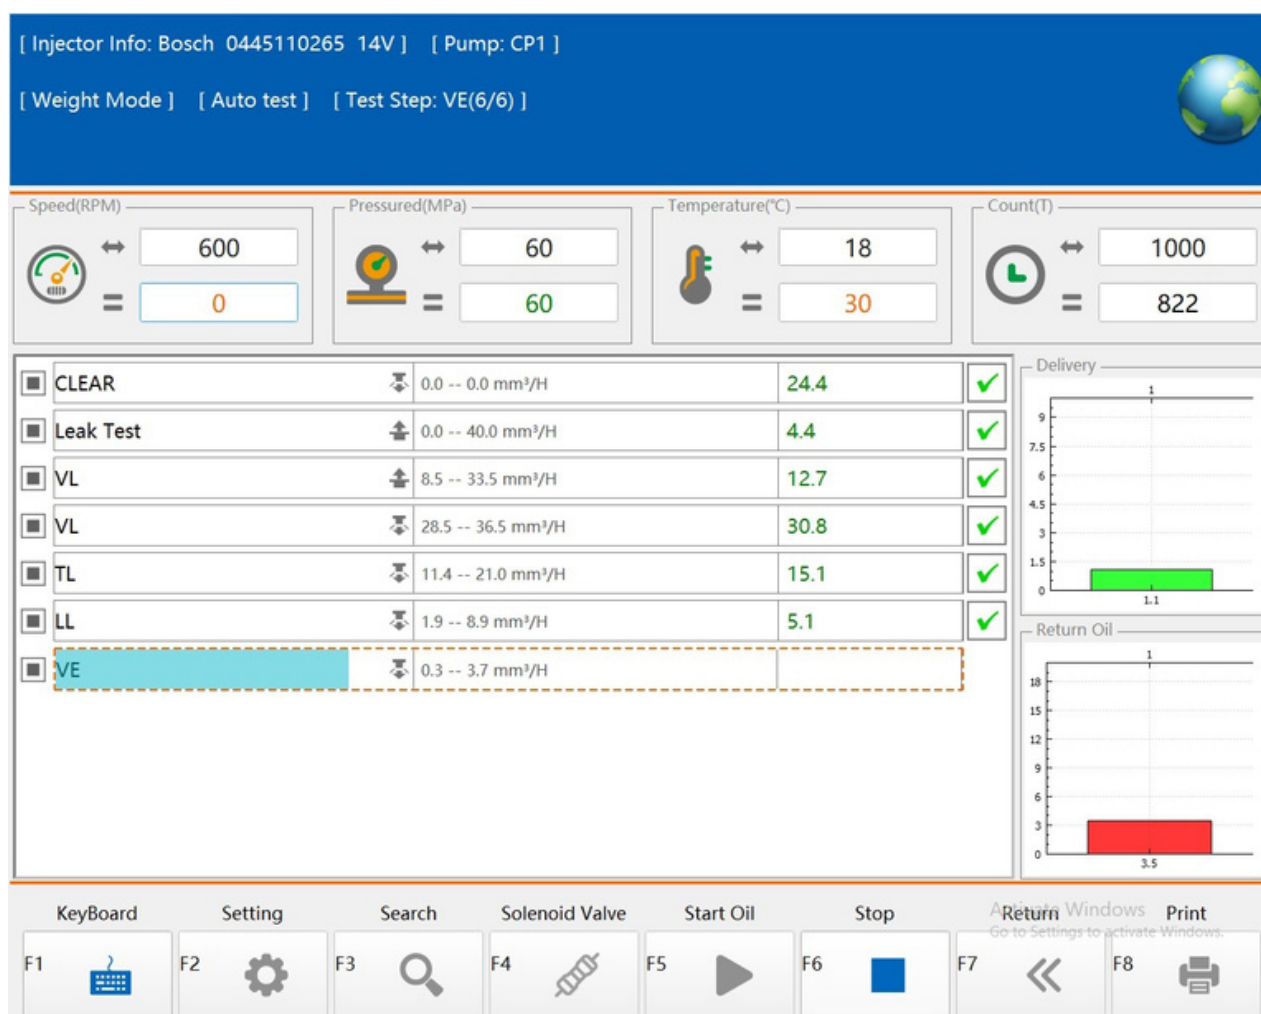 [ Injector Info: Bosch 0445110265 14V ] [ Pump: CP1 ]
[ Weight Mode ] [ Auto test ] [ Test Step: VE(6/6) ]
Speed(RPM) Pressured(MPa) Temperature(°C) Count(T)
600 60 18 1000
0 60 30 822
CLEAR 0.0 -- 0.0 mm³/H 24.4
Leak Test 0.0 -- 40.0 mm³/H 4.4
VL 8.5 -- 33.5 mm³/H 12.7
VL 28.5 -- 36.5 mm³/H 30.8
TL 11.4 -- 21.0 mm³/H 15.1
LL 1.9 -- 8.9 mm³/H 5.1
VE 0.3 -- 3.7 mm³/H
Delivery
1
9
7.5
6
4.5
3
1.5
0
1.1
Return Oil
1
18
15
12
9
6
3
0
3.5
KeyBoard Setting Search Solenoid Valve Start Oil Stop Return Print
Activate Windows
Go to Settings to activate Windows.
F1 F2 F3 F4 F5 F6 F7 F8